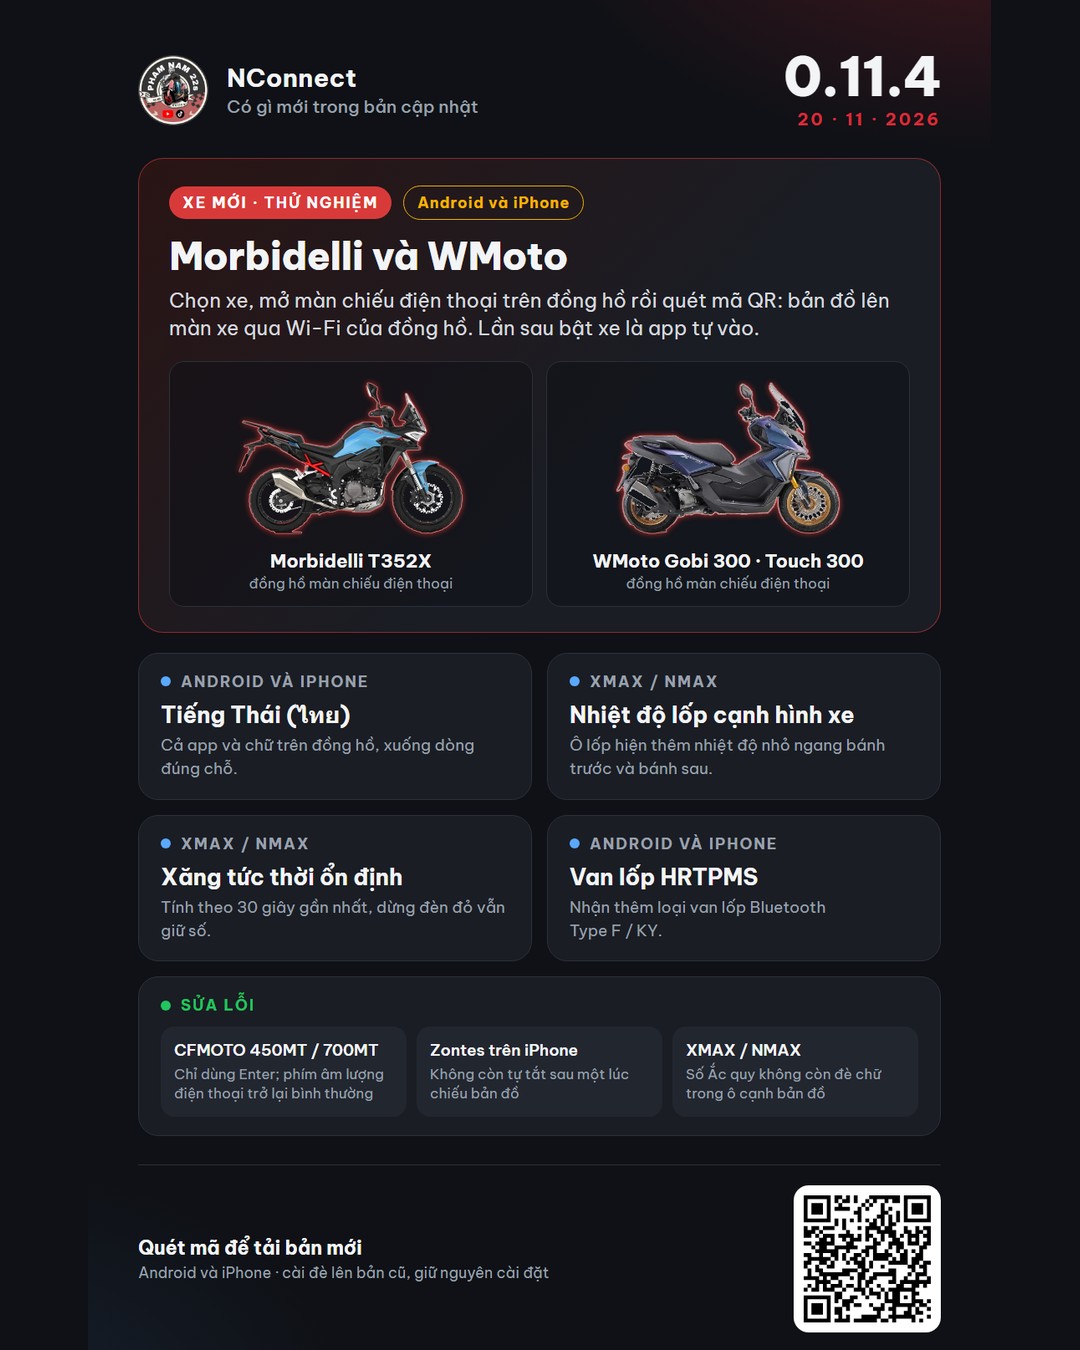 PHAM NAM 22s
NConnect
Có gì mới trong bản cập nhật
0.11.4
20 · 11 · 2026
XE MỚI · THỬ NGHIỆM
Android và iPhone
Morbidelli và WMoto
Chọn xe, mở màn chiếu điện thoại trên đồng hồ rồi quét mã QR: bản đồ lên
màn xe qua Wi-Fi của đồng hồ. Lần sau bật xe là app tự vào.
Morbidelli T352X
đồng hồ màn chiếu điện thoại
WMoto Gobi 300 · Touch 300
đồng hồ màn chiếu điện thoại
ANDROID VÀ IPHONE
Tiếng Thái (ไทย)
Cả app và chữ trên đồng hồ, xuống dòng
đúng chỗ.
XMAX / NMAX
Nhiệt độ lốp cạnh hình xe
Ô lốp hiện thêm nhiệt độ nhỏ ngang bánh
trước và bánh sau.
XMAX / NMAX
Xăng tức thời ổn định
Tính theo 30 giây gần nhất, dừng đèn đỏ vẫn
giữ số.
ANDROID VÀ IPHONE
Van lốp HRTPMS
Nhận thêm loại van lốp Bluetooth
Type F / KY.
SỬA LỖI
CFMOTO 450MT / 700MT
Chỉ dùng Enter; phím âm lượng
điện thoại trở lại bình thường
Zontes trên iPhone
Không còn tự tắt sau một lúc
chiếu bản đồ
XMAX / NMAX
Số Ắc quy không còn đè chữ
trong ô cạnh bản đồ
Quét mã để tải bản mới
Android và iPhone · cài đè lên bản cũ, giữ nguyên cài đặt